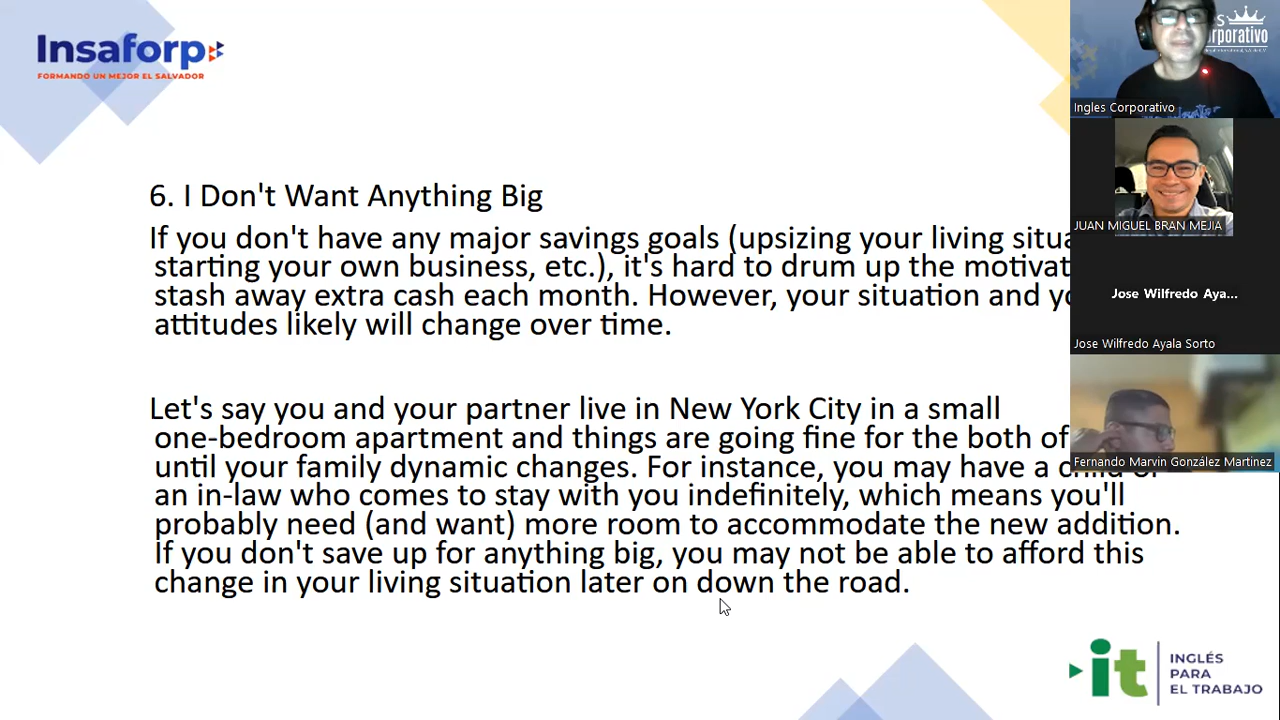 Insaforp
FORMANDO UN MEJOR EL SALVADOR
6. I Don't Want Anything Big
If you don't have any major savings goals (upsizing your living
starting your own business, etc.), it's hard to drum up the
stash away extra cash each month. However, your situation and
attitudes likely will change over time.
Let's say you and your partner live in New York City in a small
one-bedroom apartment and things are going fine for the both of
until your family dynamic changes. For instance, you may have a
an in-law who comes to stay with you indefinitely, which means you'll
probably need (and want) more room to accommodate the new addition.
If you don't save up for anything big, you may not be able to afford this
change in your living situation later on down the road.
Ingles Corporativo
JUAN MIGUEL BRAN MEJIA
Jose Wilfredo Aya...
Jose Wilfredo Ayala Sorto
Fernando Marvin González Martinez
it
INGLÉS
PARA
EL TRABAJO